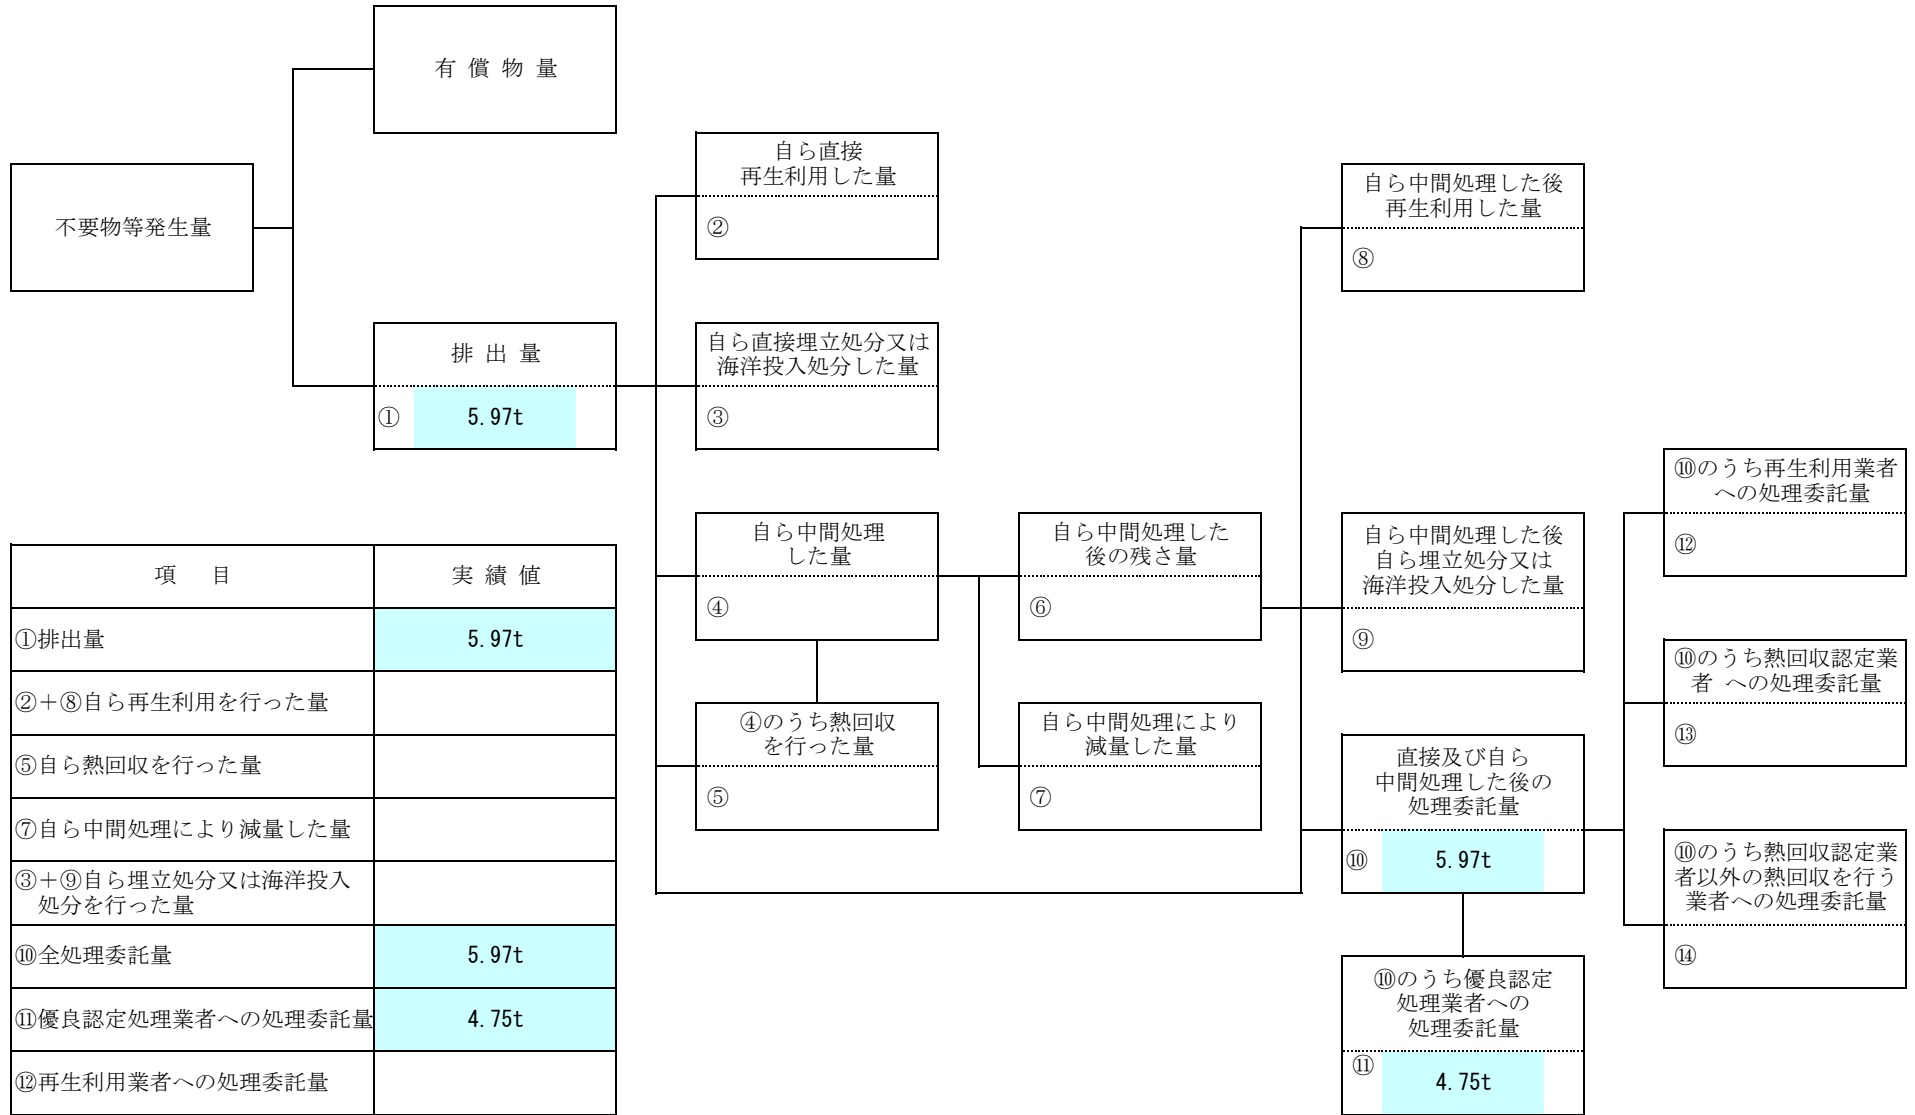 有 償 物 量
不要物等発生量
排 出 量
① 5.97t
自ら直接
再生利用した量
②
自ら直接埋立処分又は
海洋投入処分した量
③
自ら中間処理
した量
④
④のうち熱回収
を行った量
⑤
自ら中間処理した
後の残さ量
⑥
自ら中間処理により
減量した量
⑦
自ら中間処理した後
再生利用した量
⑧
自ら中間処理した後
自ら埋立処分又は
海洋投入処分した量
⑨
直接及び自ら
中間処理した後の
処理委託量
⑩ 5.97t
⑩のうち優良認定
処理業者への
処理委託量
⑪ 4.75t
⑩のうち再生利用業者
への処理委託量
⑫
⑩のうち熱回収認定業
者 への処理委託量
⑬
⑩のうち熱回収認定業
者以外の熱回収を行う
業者への処理委託量
⑭
項 目 実 績 値
①排出量 5.97t
②＋⑧自ら再生利用を行った量
⑤自ら熱回収を行った量
⑦自ら中間処理により減量した量
③＋⑨自ら埋立処分又は海洋投入
処分を行った量
⑩全処理委託量 5.97t
⑪優良認定処理業者への処理委託量 4.75t
⑫再生利用業者への処理委託量